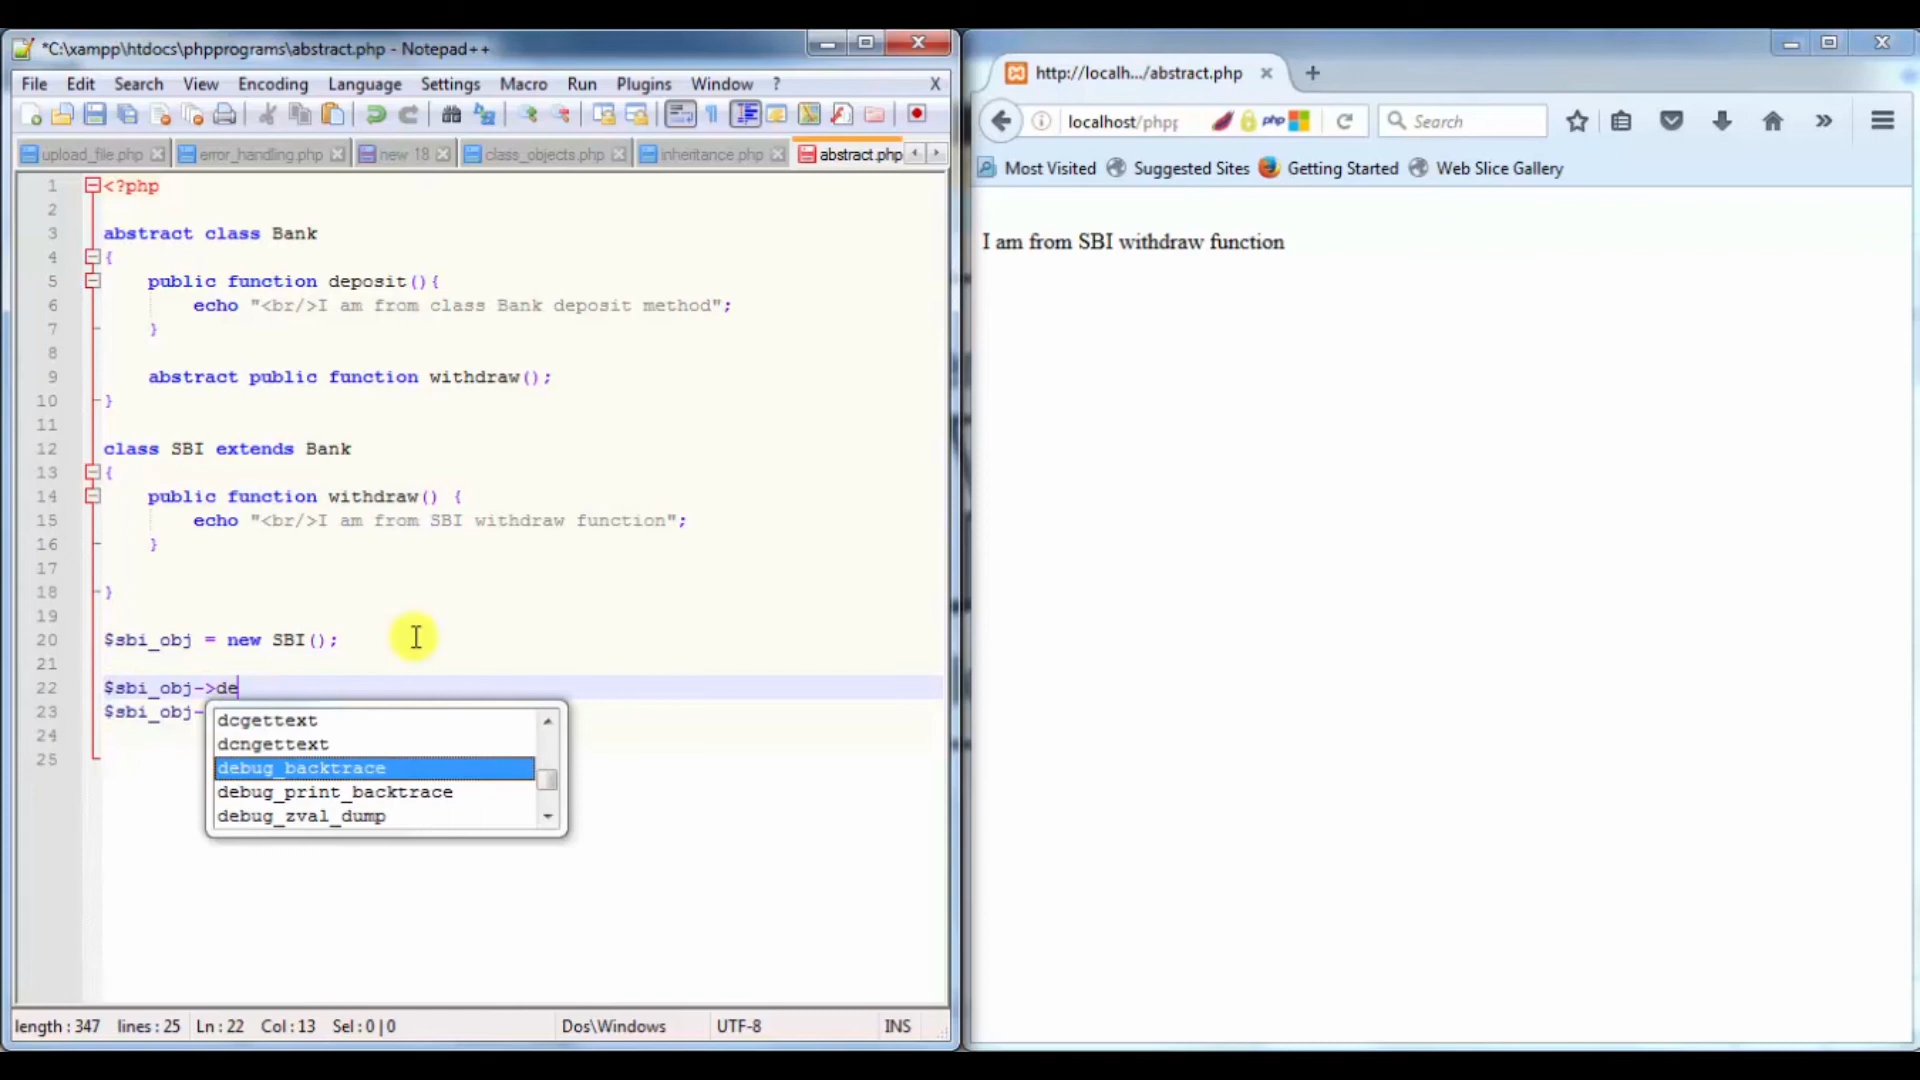 *C:\xampp\htdocs\phpprograms\abstract.php - Notepad++
File Edit Search View Encoding Language Settings Macro Run Plugins Window ? X
upload_file.php error_handling.php new 18 class_objects.php inheritance.php abstract.php
1 <?php
2
3 abstract class Bank
4 {
5 public function deposit(){
6 echo "<br/>I am from class Bank deposit method";
7 }
8
9 abstract public function withdraw();
10 }
11
12 class SBI extends Bank
13 {
14 public function withdraw() {
15 echo "<br/>I am from SBI withdraw function";
16 }
17
18 }
19
20 $sbi_obj = new SBI();
21
22 $sbi_obj->de
23 $sbi_obj-
24
25
dcgettext
dcngettext
debug_backtrace
debug_print_backtrace
debug_zval_dump
length : 347 lines : 25 Ln : 22 Col : 13 Sel : 0 | 0 Dos\Windows UTF-8 INS
http://localh.../abstract.php
localhost/phpp php Search
Most Visited Suggested Sites Getting Started Web Slice Gallery
I am from SBI withdraw function